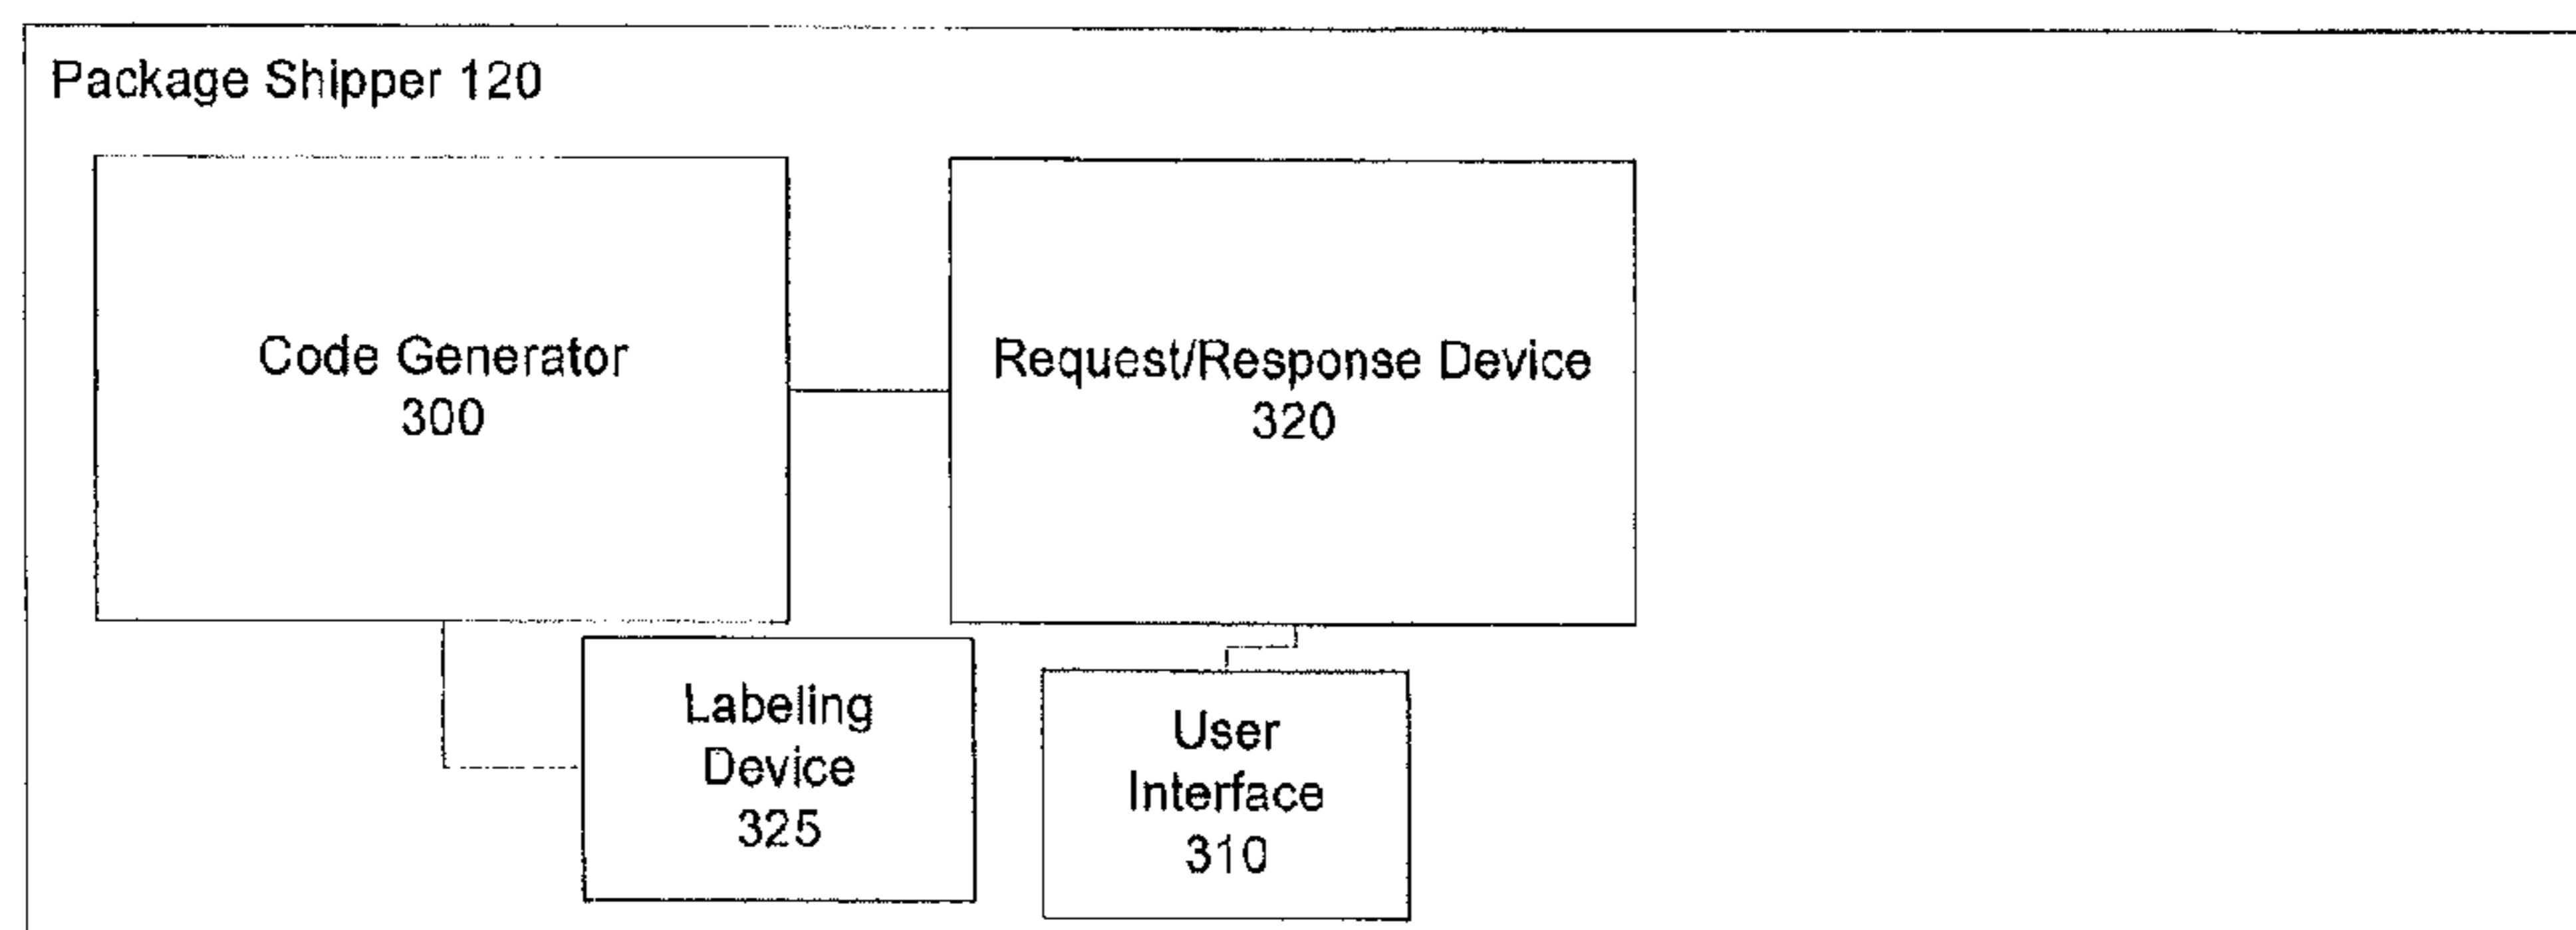 Package Shipper 120
Code Generator
300
Request/Response Device
320
Labeling
Device
325
User
Interface
310